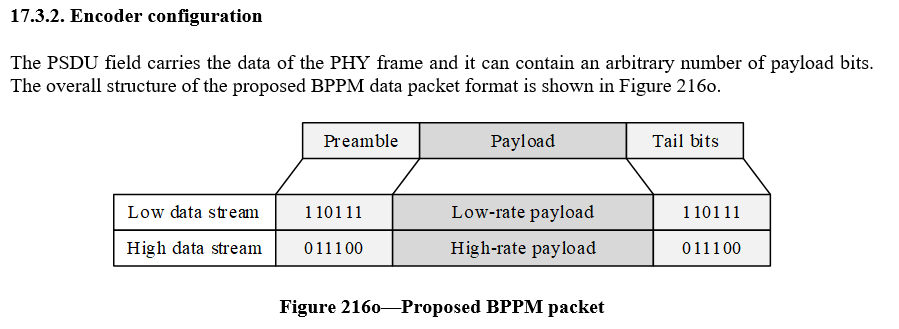 17.3.2. Encoder configuration
The PSDU field carries the data of the PHY frame and it can contain an arbitrary number of payload bits.
The overall structure of the proposed BPPM data packet format is shown in Figure 216o.
Preamble Payload Tail bits
Low data stream 110111 Low-rate payload 110111
High data stream 011100 High-rate payload 011100
Figure 216o—Proposed BPPM packet